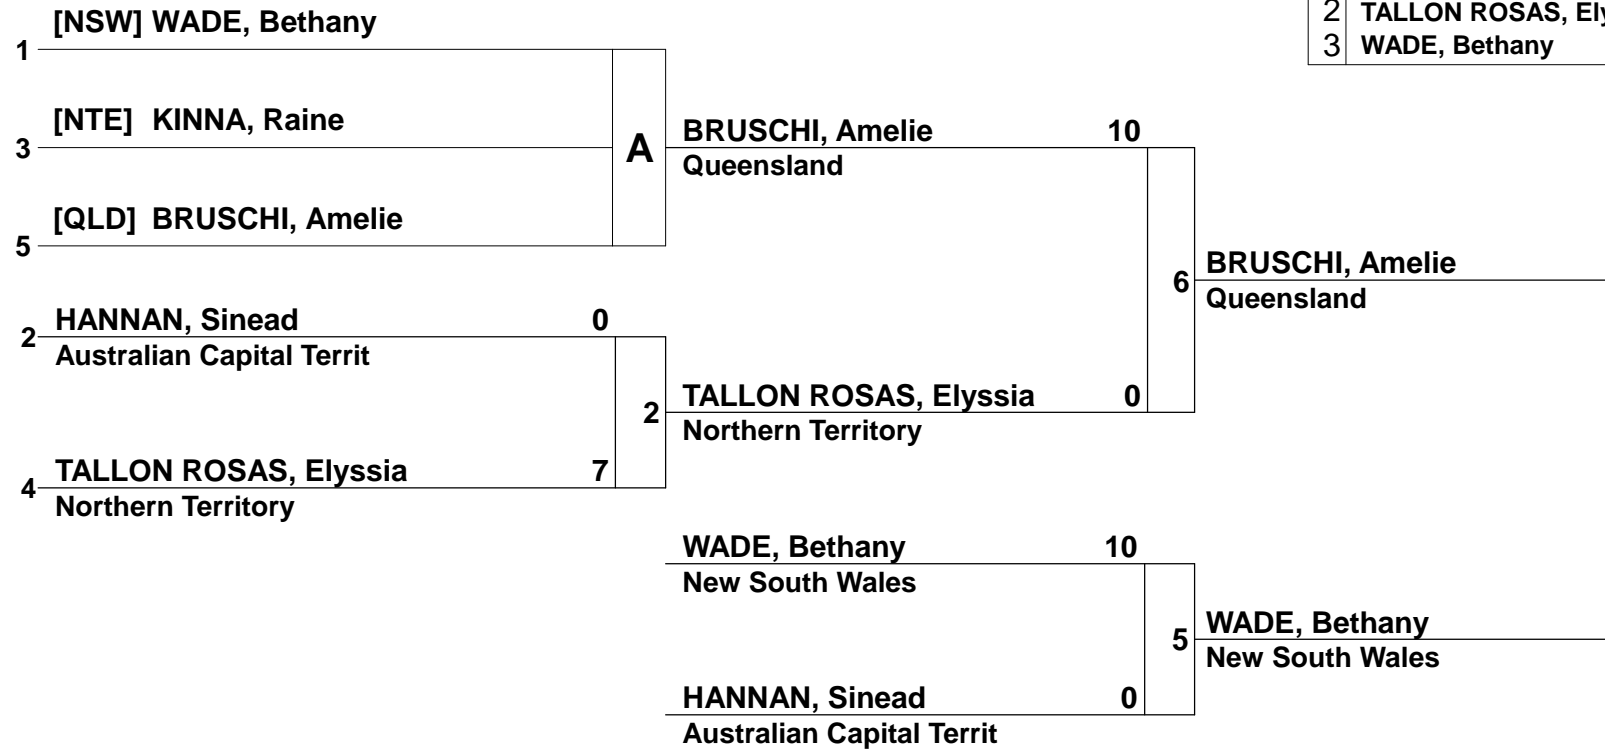 2 TALLON ROSAS,
3 WADE, Bethany
[NSW] WADE, Bethany
1
[NTE] KINNA, Raine
3
A
BRUSCHI, Amelie 10
Queensland
[QLD] BRUSCHI, Amelie
5
6
BRUSCHI, Amelie
Queensland
HANNAN, Sinead 0
2
Australian Capital Territ
2
TALLON ROSAS, Elyssia 0
Northern Territory
TALLON ROSAS, Elyssia 7
4
Northern Territory
WADE, Bethany 10
New South Wales
5
WADE, Bethany
New South Wales
HANNAN, Sinead 0
Australian Capital Territ